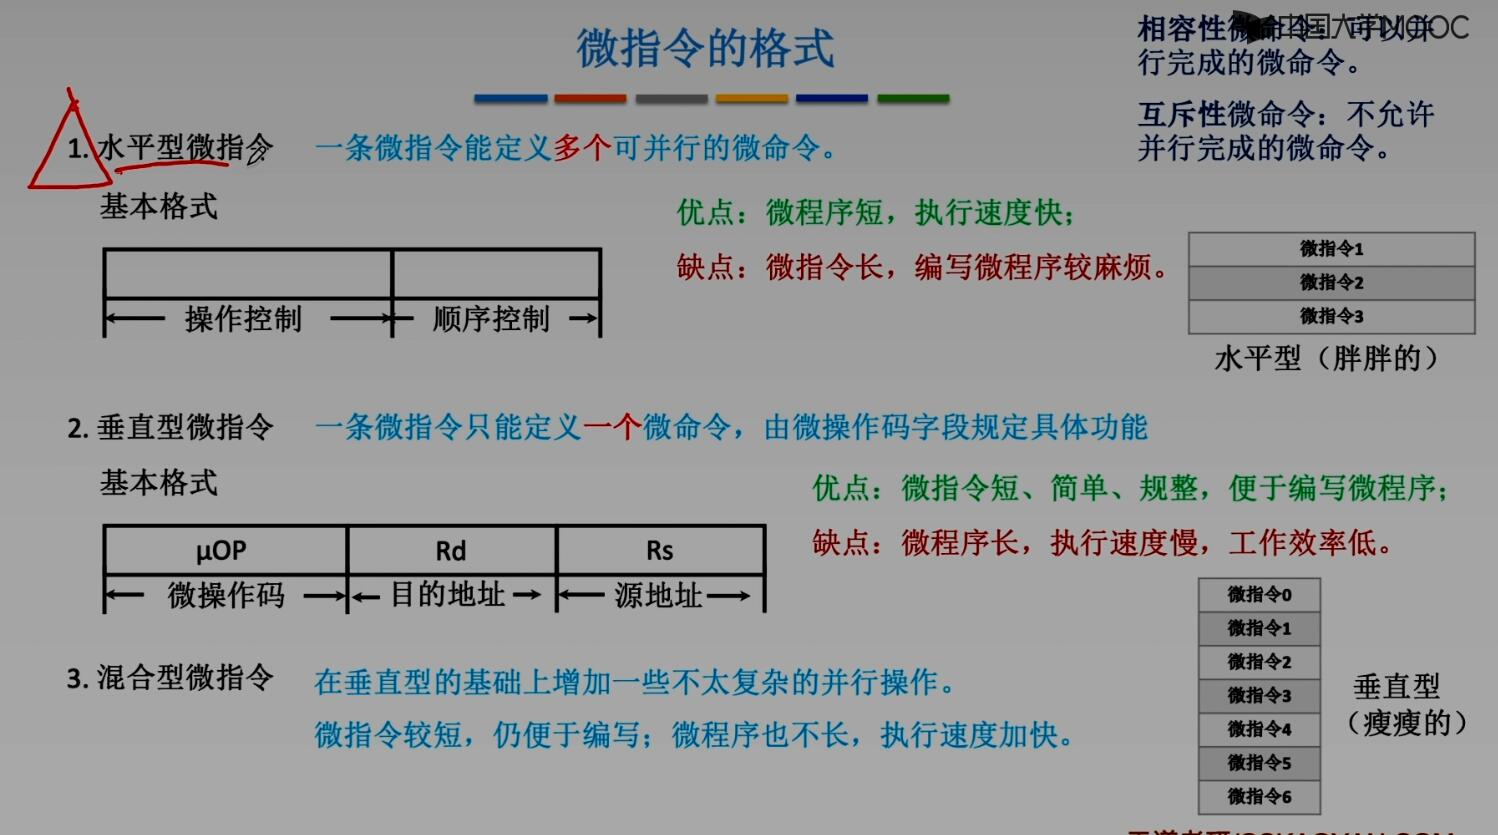 微指令的格式
中国大学MOOC
相容性微命令：可以并
行完成的微命令。
互斥性微命令：不允许
并行完成的微命令。
1. 水平型微指令 一条微指令能定义多个可并行的微命令。
基本格式
优点：微程序短，执行速度快；
缺点：微指令长，编写微程序较麻烦。
操作控制 顺序控制
微指令1
微指令2
微指令3
水平型（胖胖的）
2. 垂直型微指令 一条微指令只能定义一个微命令，由微操作码字段规定具体功能
基本格式
优点：微指令短、简单、规整，便于编写微程序；
缺点：微程序长，执行速度慢，工作效率低。
μOP Rd Rs
微操作码 目的地址 源地址
微指令0
微指令1
微指令2
微指令3
微指令4
微指令5
微指令6
垂直型
（瘦瘦的）
3. 混合型微指令 在垂直型的基础上增加一些不太复杂的并行操作。
微指令较短，仍便于编写；微程序也不长，执行速度加快。